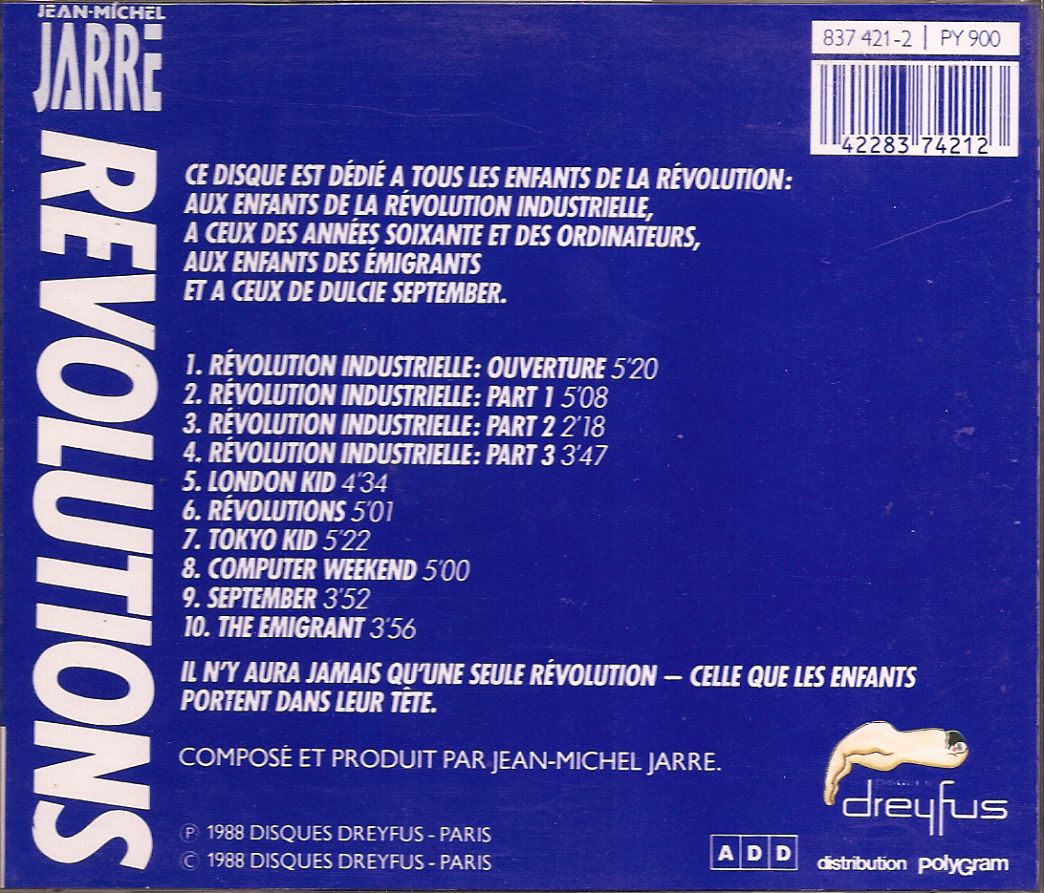 JEAN-MICHEL
JARRE
REVOLUTIONS
837 421-2 | PY 900
42283 74212
CE DISQUE EST DÉDIÉ A TOUS LES ENFANTS DE LA RÉVOLUTION:
AUX ENFANTS DE LA RÉVOLUTION INDUSTRIELLE,
A CEUX DES ANNÉES SOIXANTE ET DES ORDINATEURS,
AUX ENFANTS DES ÉMIGRANTS
ET A CEUX DE DULCIE SEPTEMBER.
1. RÉVOLUTION INDUSTRIELLE: OUVERTURE 5'20
2. RÉVOLUTION INDUSTRIELLE: PART 1 5'08
3. RÉVOLUTION INDUSTRIELLE: PART 2 2'18
4. RÉVOLUTION INDUSTRIELLE: PART 3 3'47
5. LONDON KID 4'34
6. RÉVOLUTIONS 5'01
7. TOKYO KID 5'22
8. COMPUTER WEEKEND 5'00
9. SEPTEMBER 3'52
10. THE EMIGRANT 3'56
IL N'Y AURA JAMAIS QU'UNE SEULE RÉVOLUTION – CELLE QUE LES ENFANTS
PORTENT DANS LEUR TÊTE.
COMPOSÉ ET PRODUIT PAR JEAN-MICHEL JARRE.
DISQUES
dreyfus
℗ 1988 DISQUES DREYFUS - PARIS
© 1988 DISQUES DREYFUS - PARIS
A D D
distribution polyGram